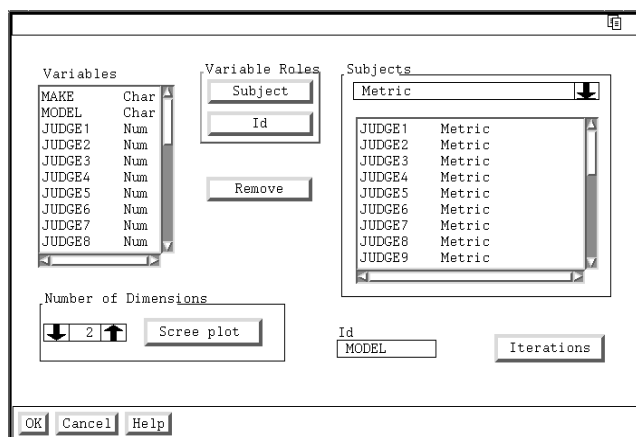 Variables
MAKE Char
MODEL Char
JUDGE1 Num
JUDGE2 Num
JUDGE3 Num
JUDGE4 Num
JUDGE5 Num
JUDGE6 Num
JUDGE7 Num
JUDGE8 Num
Variable Roles
Subject
Id
Remove
Subjects
Metric
JUDGE1 Metric
JUDGE2 Metric
JUDGE3 Metric
JUDGE4 Metric
JUDGE5 Metric
JUDGE6 Metric
JUDGE7 Metric
JUDGE8 Metric
JUDGE9 Metric
Number of Dimensions
2
Scree plot
Id
MODEL
Iterations
OK Cancel Help